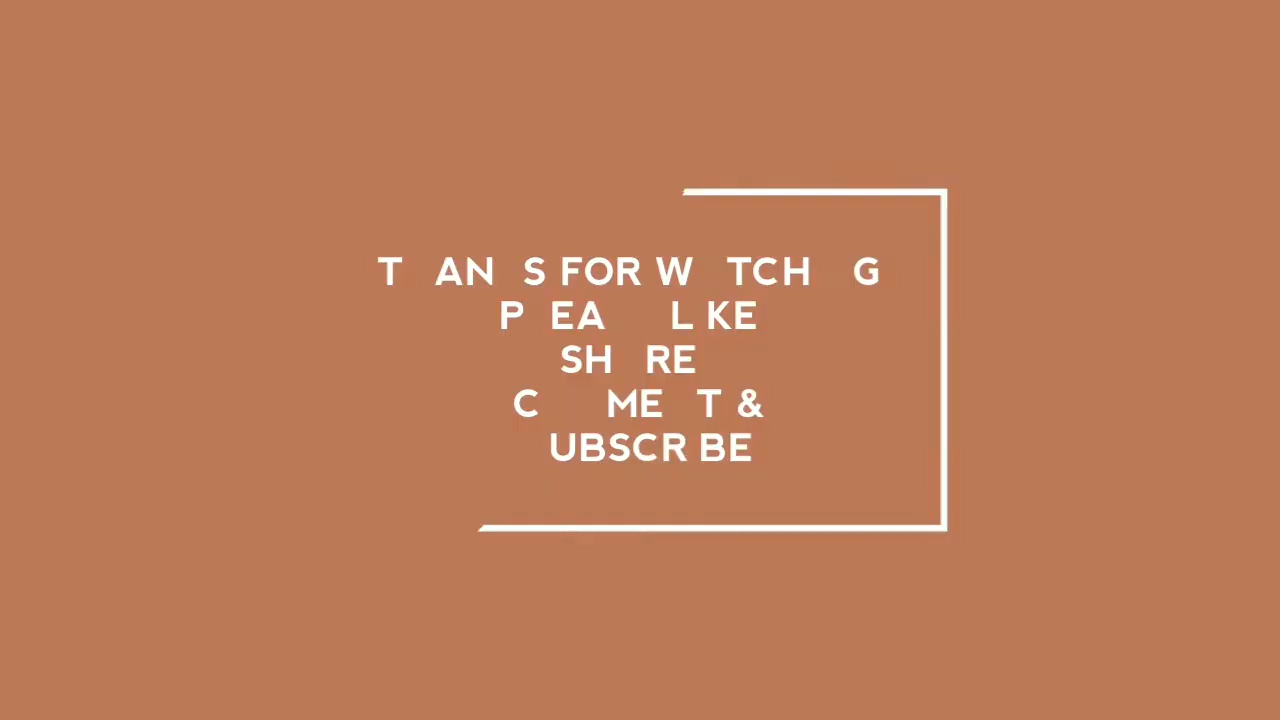 T AN S FOR W TCH G
P EA L KE
SH RE
C ME T &
UBSCR BE